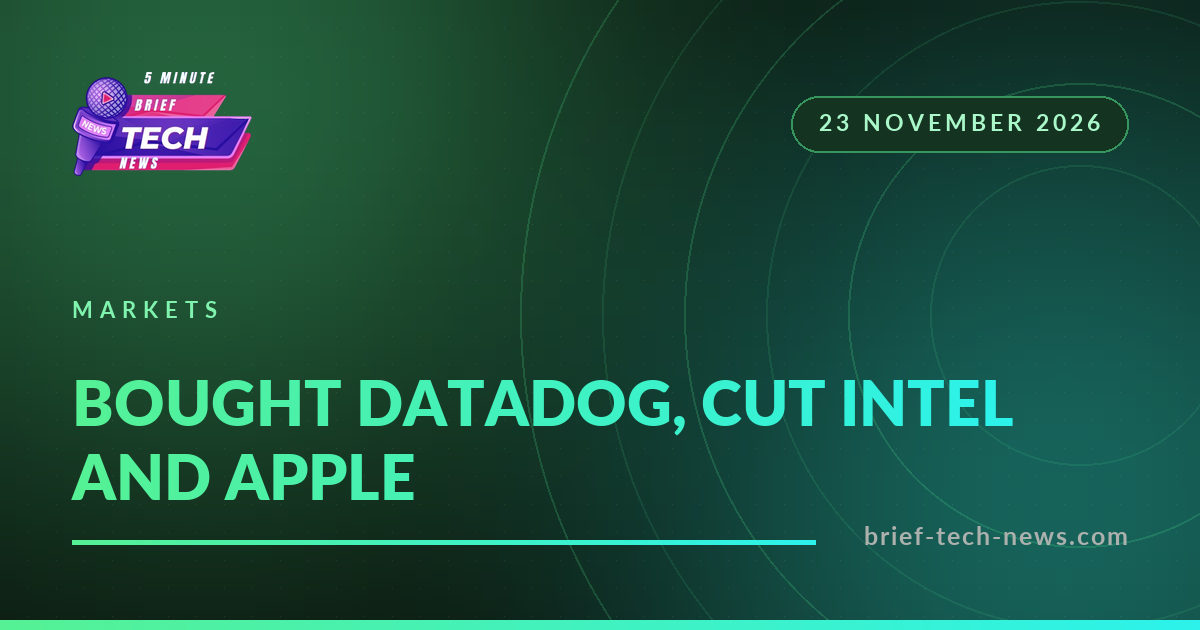 5 MINUTE
BRIEF
NEWS
TECH
NEWS
23 NOVEMBER 2026
MARKETS
BOUGHT DATADOG, CUT INTEL
AND APPLE
brief-tech-news.com